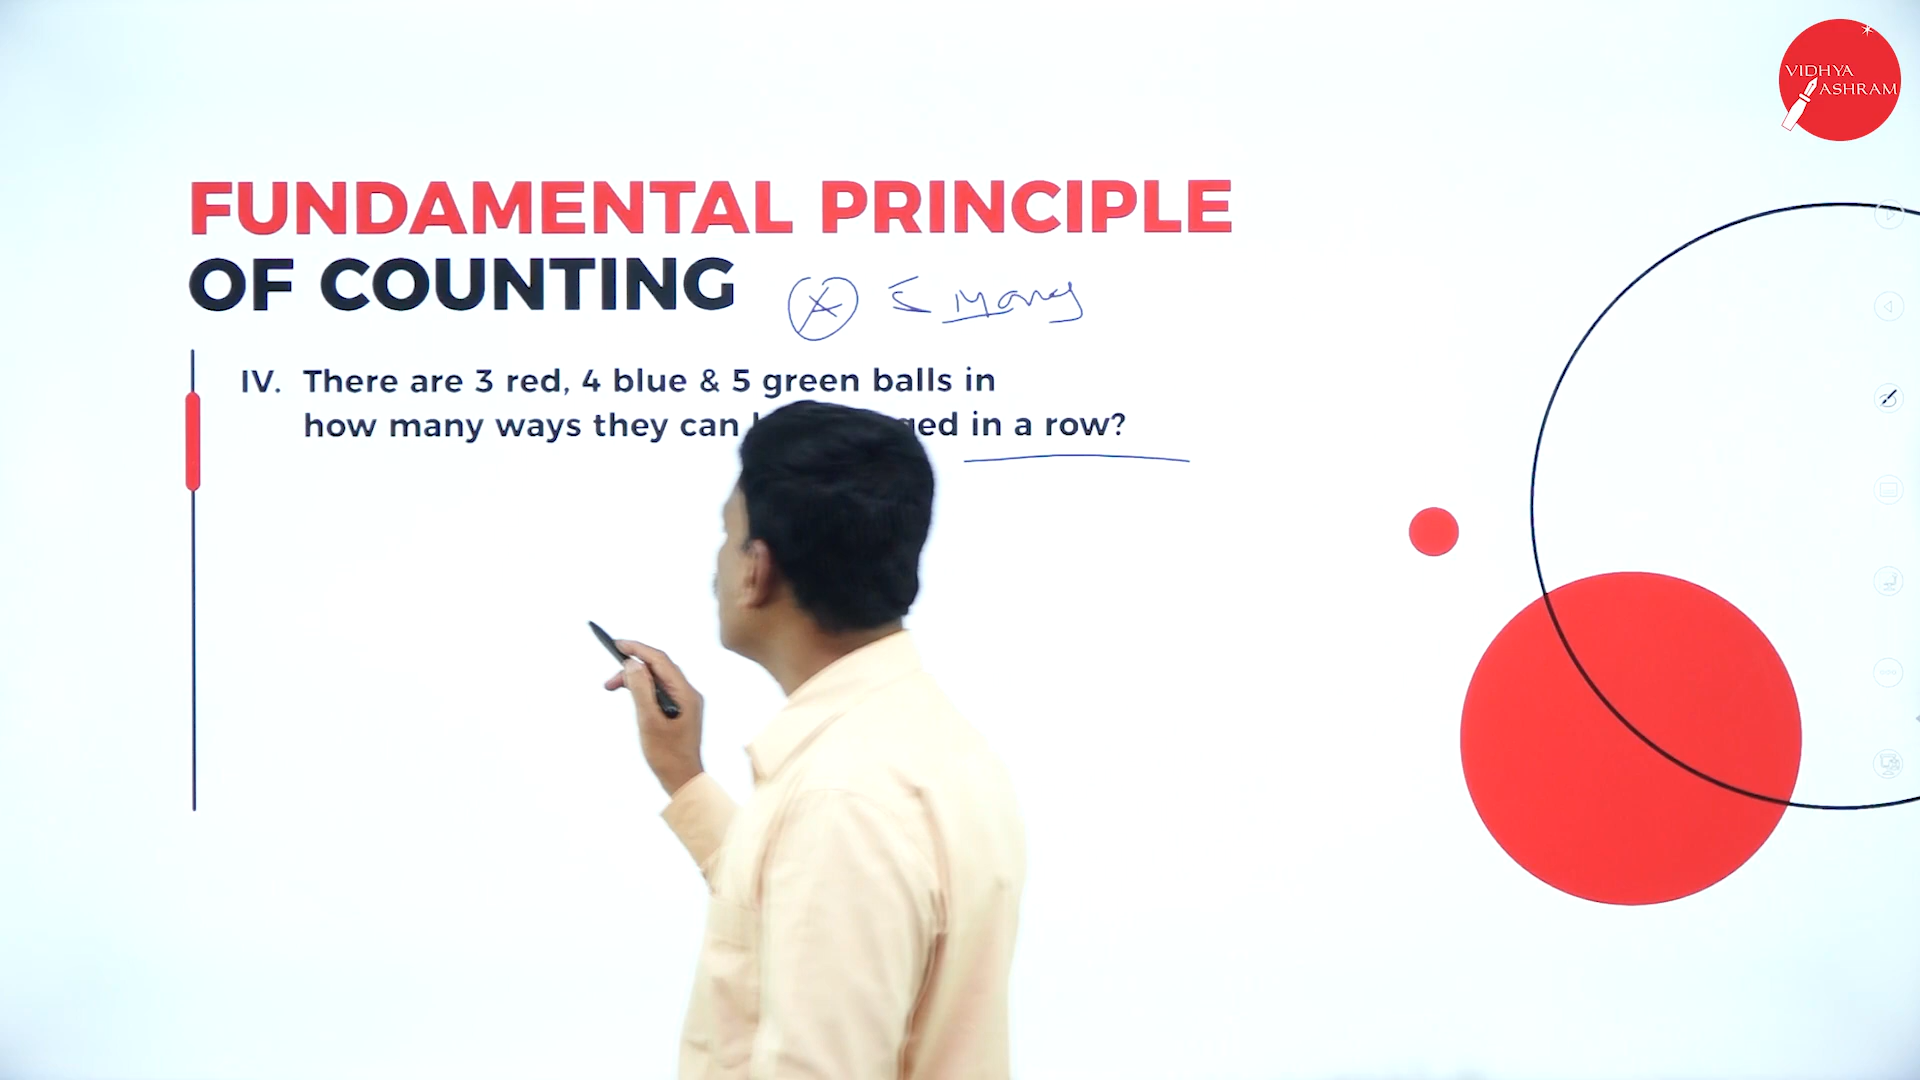 VIDHYA
ASHRAM
FUNDAMENTAL PRINCIPLE
OF COUNTING
Many
IV. There are 3 red, 4 blue & 5 green balls in
how many ways they can in a row?